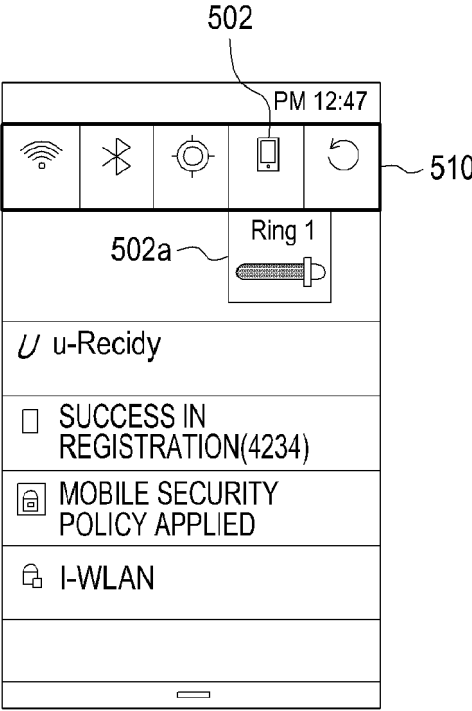 502
PM 12:47
510
Ring 1
502a
U u-Recidy
SUCCESS IN
REGISTRATION(4234)
MOBILE SECURITY
POLICY APPLIED
I-WLAN